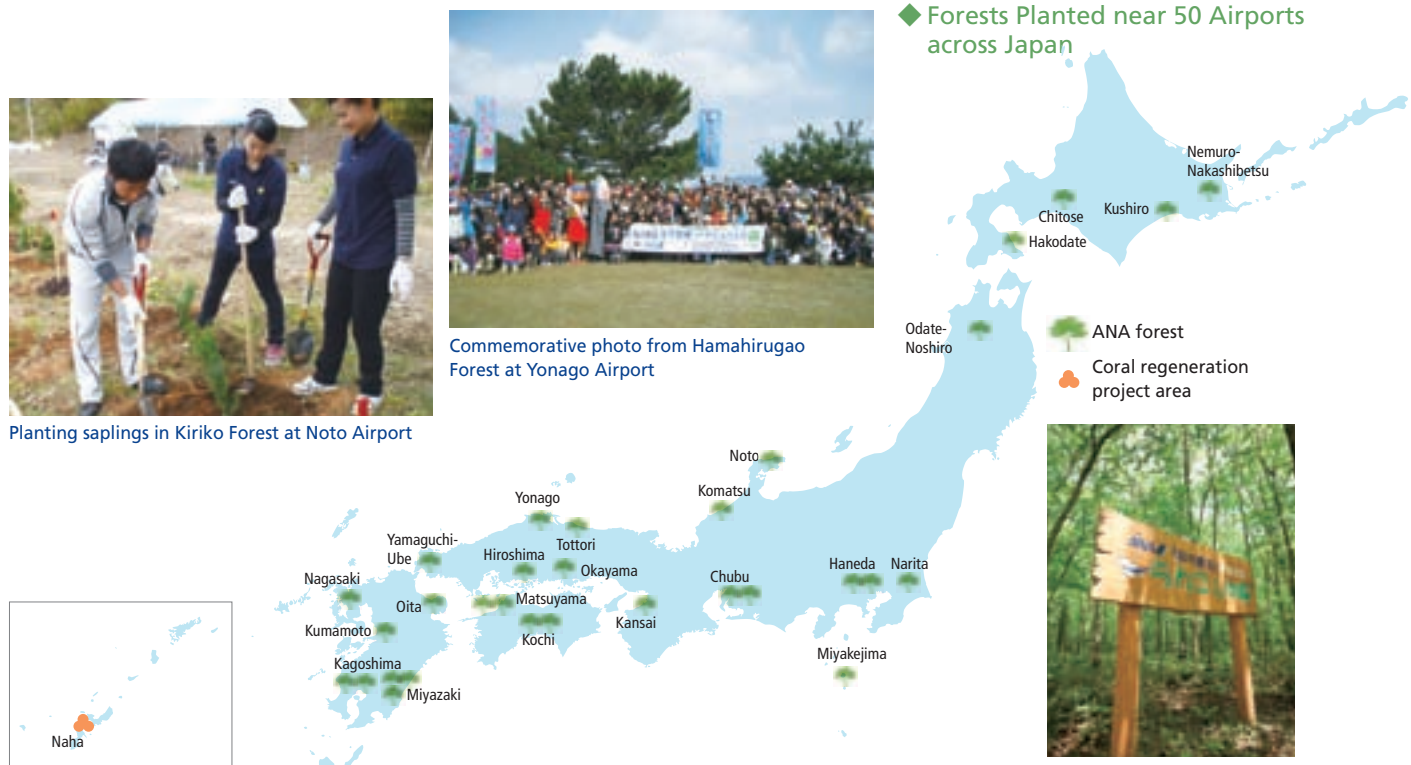 ◆ Forests Planted near 50 Airports
across Japan
Planting saplings in Kiriko Forest at Noto Airport
Commemorative photo from Hamahirugao
Forest at Yonago Airport
Nemuro-
Nakashibetsu
Chitose
Kushiro
Hakodate
Odate-
Noshiro
ANA forest
Coral regeneration
project area
Noto
Komatsu
Yonago
Tottori
Yamaguchi-
Ube
Hiroshima
Okayama
Nagasaki
Oita
Matsuyama
Kansai
Chubu
Haneda
Narita
Kumamoto
Kochi
Kagoshima
Miyazaki
Miyakejima
Naha